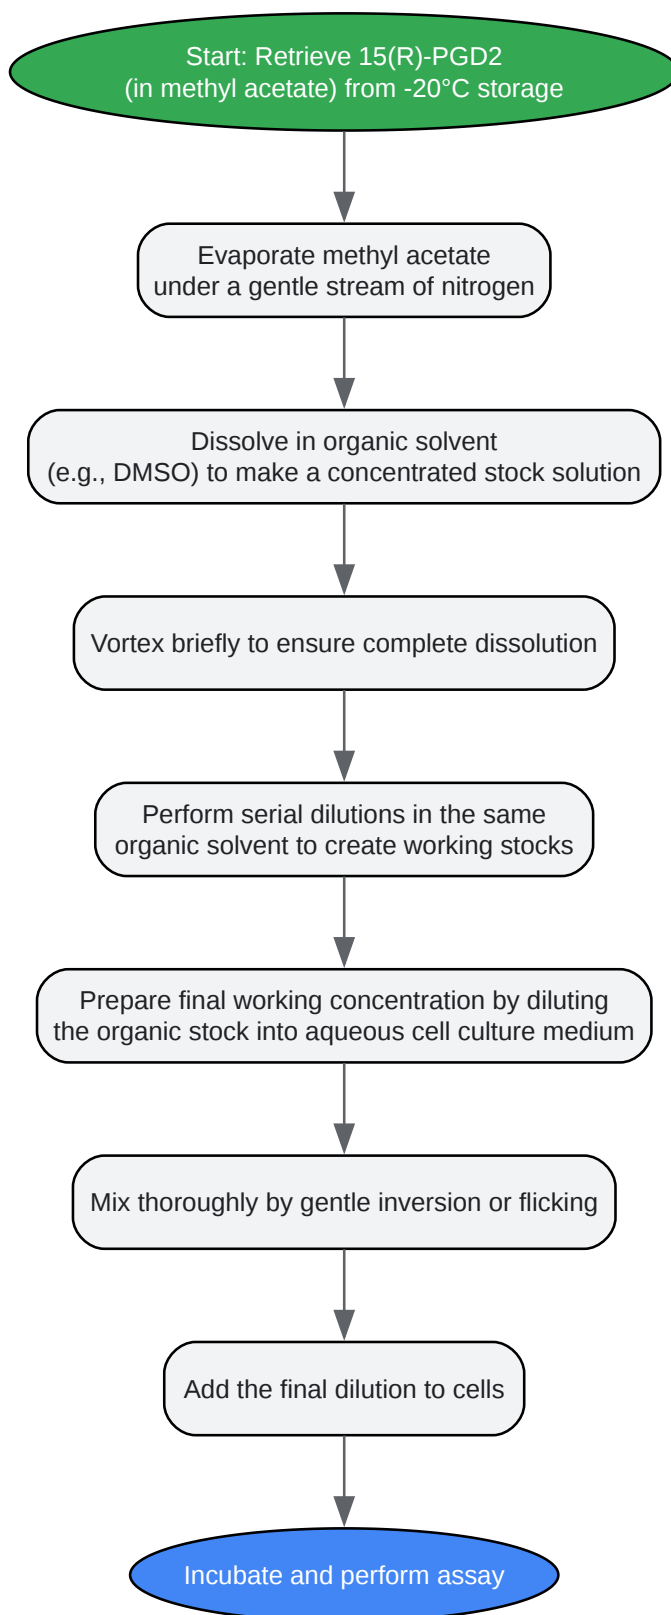 Start: Retrieve 15(R)-PGD2
(in methyl acetate) from -20°C storage
Evaporate methyl acetate
under a gentle stream of nitrogen
Dissolve in organic solvent
(e.g., DMSO) to make a concentrated stock solution
Vortex briefly to ensure complete dissolution
Perform serial dilutions in the same
organic solvent to create working stocks
Prepare final working concentration by diluting
the organic stock into aqueous cell culture medium
Mix thoroughly by gentle inversion or flicking
Add the final dilution to cells
Incubate and perform assay